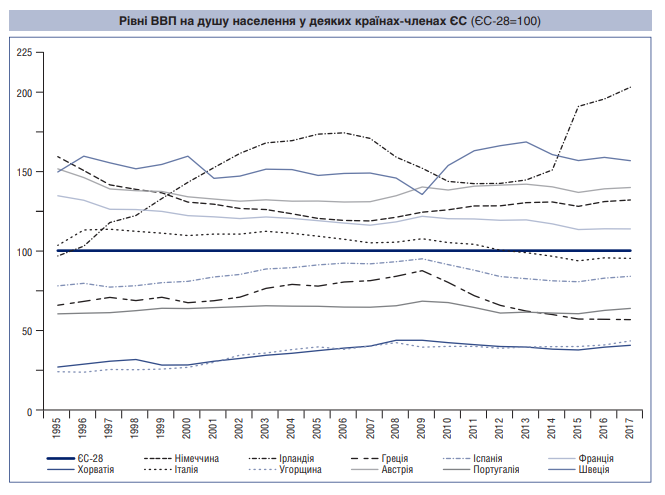 Рівні ВВП на душу населення у деяких країнах-членах ЄС (ЄС-28=100)
225
200
150
100
50
0
1995 1996 1997 1998 1999 2000 2001 2002 2003 2004 2005 2006 2007 2008 2009 2010 2011 2012 2013 2014 2015 2016 2017
ЄС-28 Німеччина Ірландія Греція Іспанія Франція
Хорватія Італія Угорщина Австрія Португалія Швеція